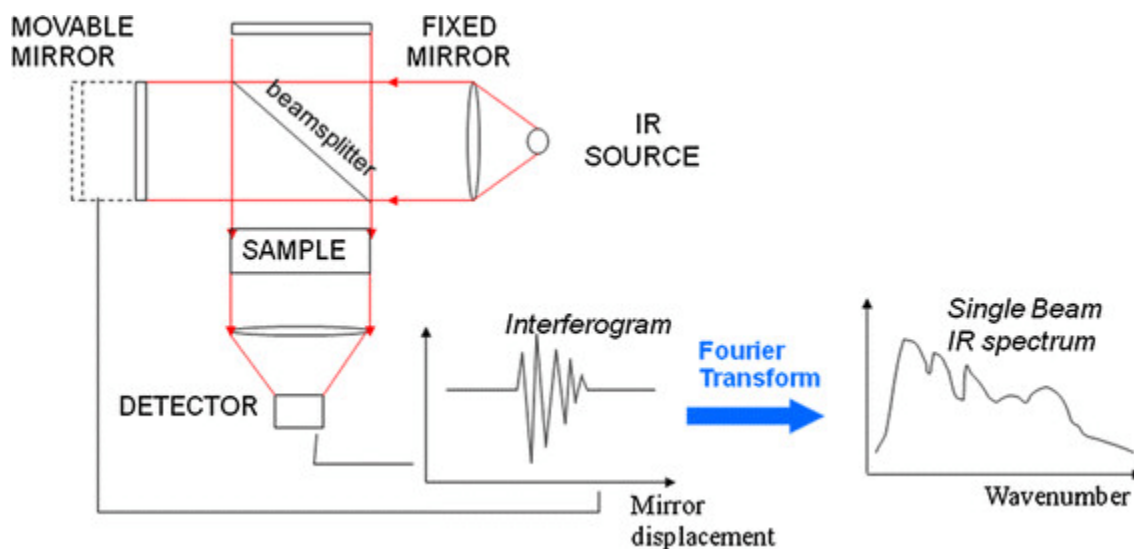 MOVABLE
MIRROR
FIXED
MIRROR
beamsplitter
IR
SOURCE
SAMPLE
DETECTOR
Interferogram
Mirror
displacement
Fourier
Transform
Single Beam
IR spectrum
Wavenumber